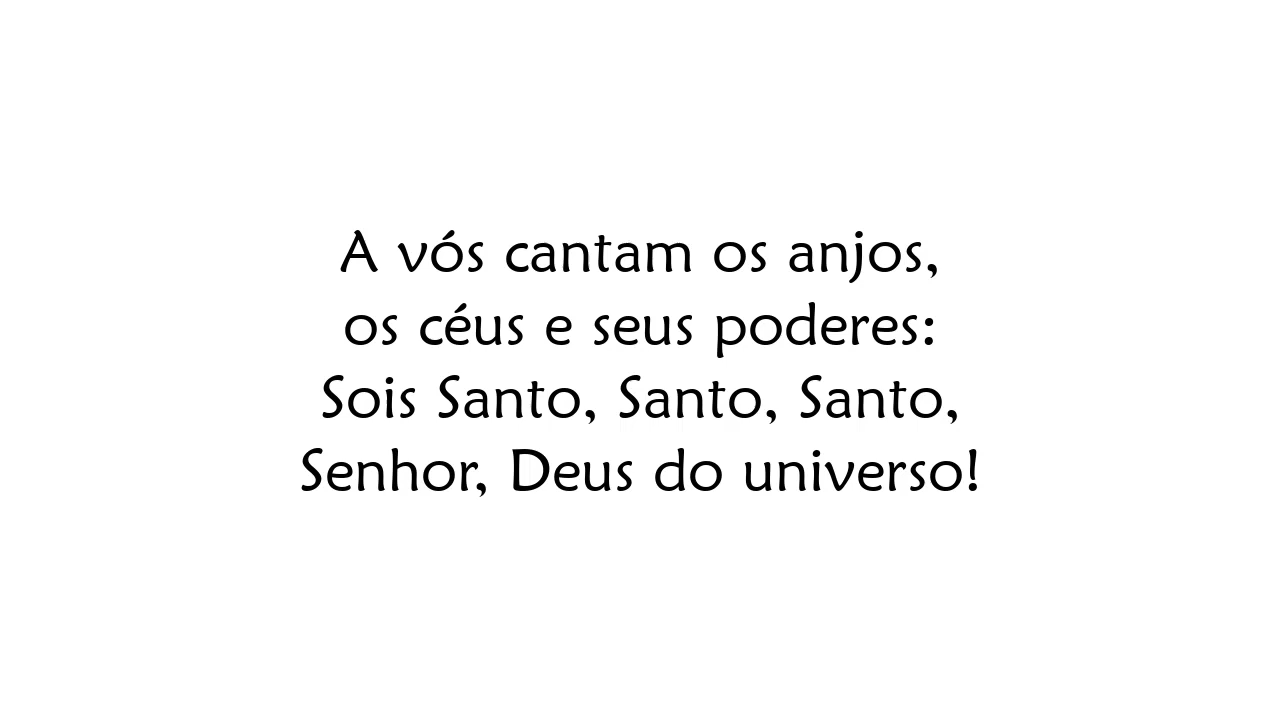 A vós cantam os anjos,
os céus e seus poderes:
Sois Santo, Santo, Santo,
Senhor, Deus do universo!